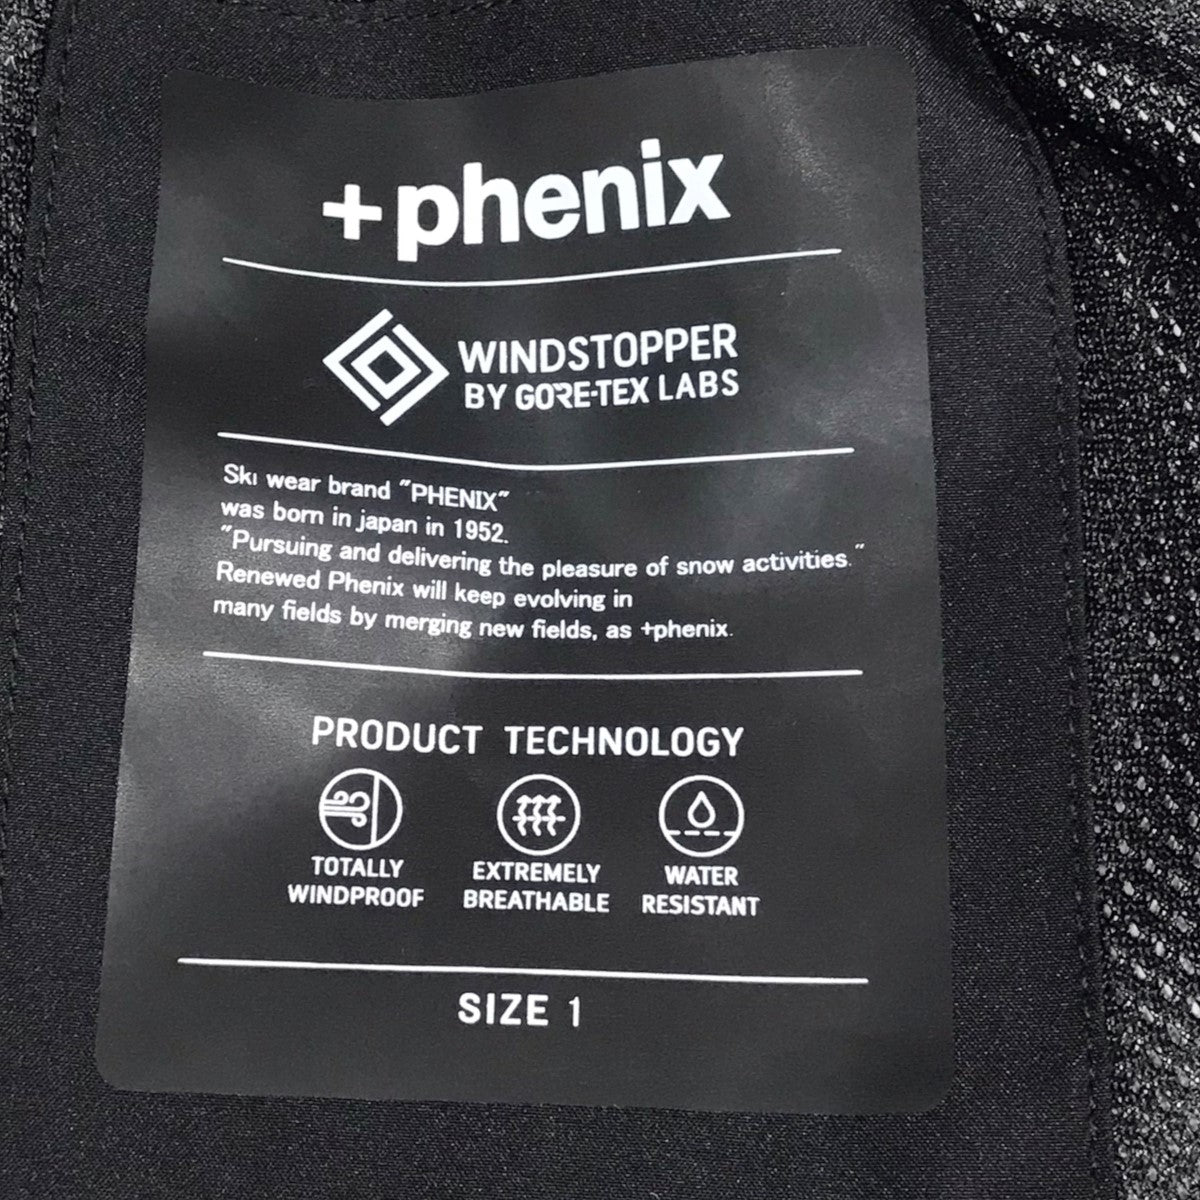 +phenix
WINDSTOPPER
BY GORE-TEX LABS
Ski wear brand "PHENIX"
was born in japan in 1952.
"Pursuing and delivering the pleasure of snow activities."
Renewed Phenix will keep evolving in
many fields by merging new fields, as +phenix.
PRODUCT TECHNOLOGY
TOTALLY
WINDPROOF
EXTREMELY
BREATHABLE
WATER
RESISTANT
SIZE 1